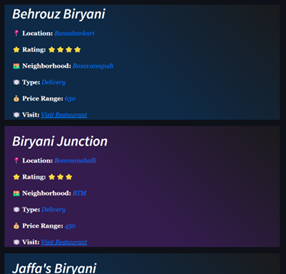 Behrouz Biryani
📍 Location: Banashankari
⭐ Rating: ⭐⭐⭐⭐
🏘️ Neighborhood: Basavanagudi
🍽️ Type: Delivery
💰 Price Range: 650
🍽️ Visit: Visit Restaurant
Biryani Junction
📍 Location: Bommanahalli
⭐ Rating: ⭐⭐⭐
🏘️ Neighborhood: BTM
🍽️ Type: Delivery
💰 Price Range: 450
🍽️ Visit: Visit Restaurant
Jaffa's Biryani